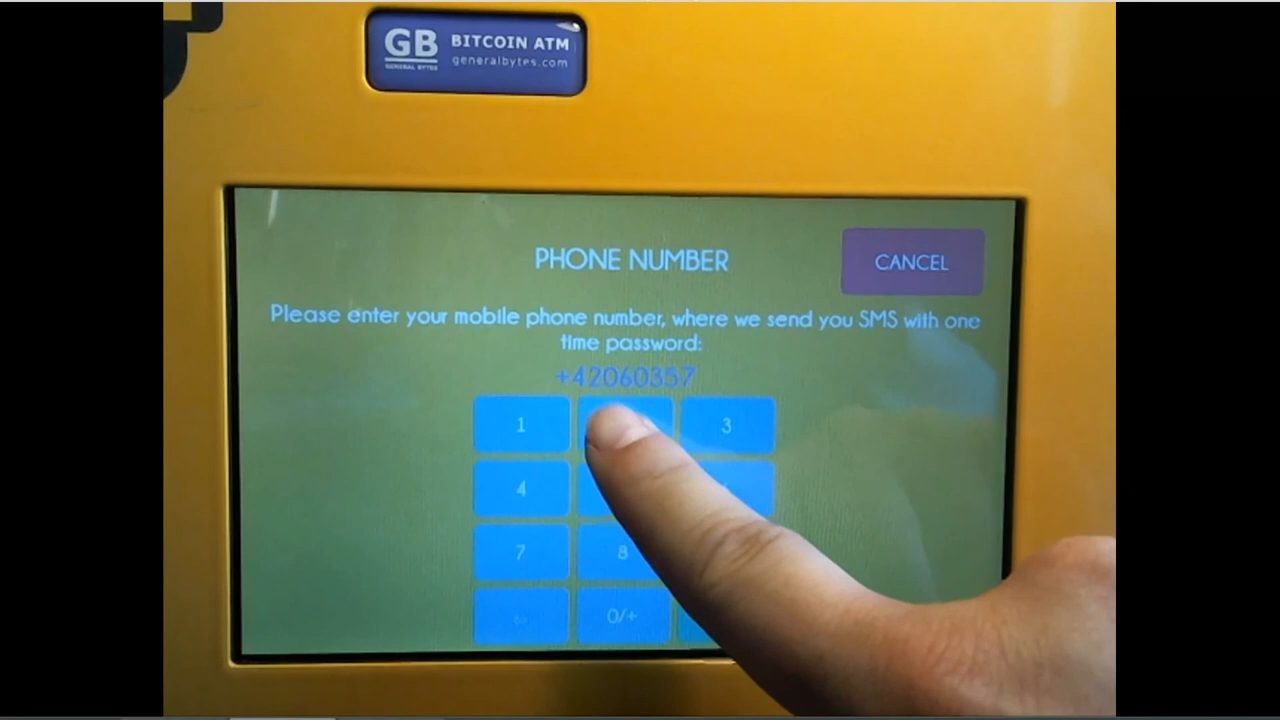 GB BITCOIN ATM
GENERAL BYTES generalbytes.com
PHONE NUMBER
CANCEL
Please enter your mobile phone number, where we send you SMS with one
time password:
+42060357
1
3
4
7
8
0/+